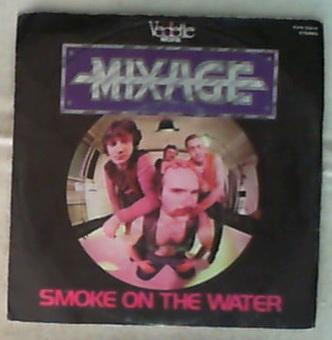 Vedette
MIXAGE
SMOKE ON THE WATER